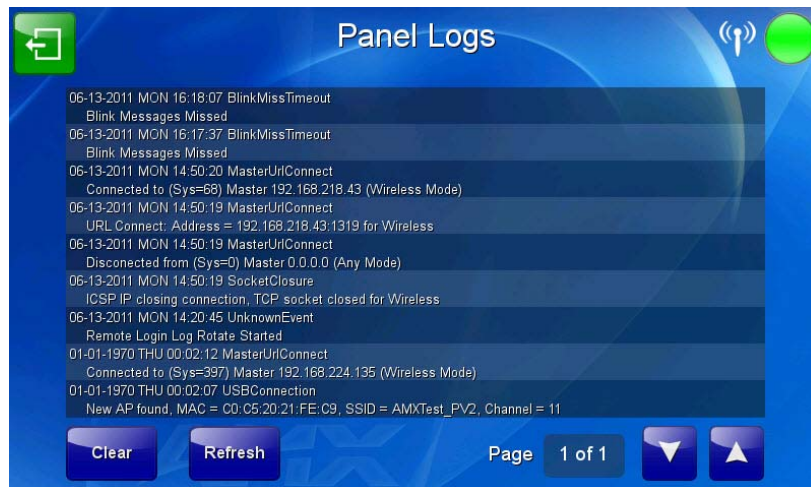 Panel Logs
06-13-2011 MON 16:18:07 BlinkMissTimeout
Blink Messages Missed
06-13-2011 MON 16:17:37 BlinkMissTimeout
Blink Messages Missed
06-13-2011 MON 14:50:20 MasterUrlConnect
Connected to (Sys=68) Master 192.168.218.43 (Wireless Mode)
06-13-2011 MON 14:50:19 MasterUrlConnect
URL Connect: Address = 192.168.218.43:1319 for Wireless
06-13-2011 MON 14:50:19 MasterUrlConnect
Disconected from (Sys=0) Master 0.0.0.0 (Any Mode)
06-13-2011 MON 14:50:19 SocketClosure
ICSP IP closing connection, TCP socket closed for Wireless
06-13-2011 MON 14:20:45 UnknownEvent
Remote Login Log Rotate Started
01-01-1970 THU 00:02:12 MasterUrlConnect
Connected to (Sys=397) Master 192.168.224.135 (Wireless Mode)
01-01-1970 THU 00:02:07 USBConnection
New AP found, MAC = C0:C5:20:21:FE:C9, SSID = AMXTest_PV2, Channel = 11
Clear
Refresh
Page
1 of 1